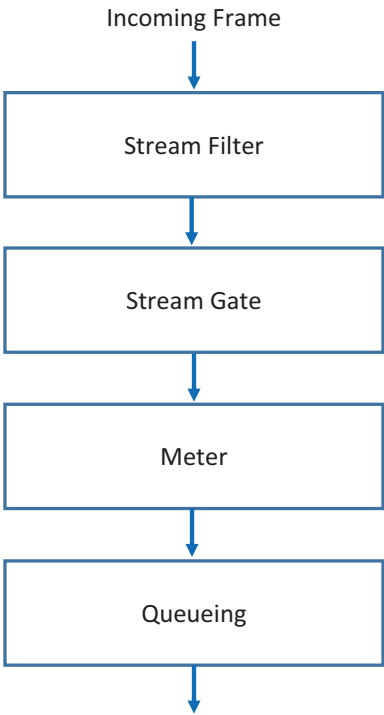 Incoming Frame
Stream Filter
Stream Gate
Meter
Queueing